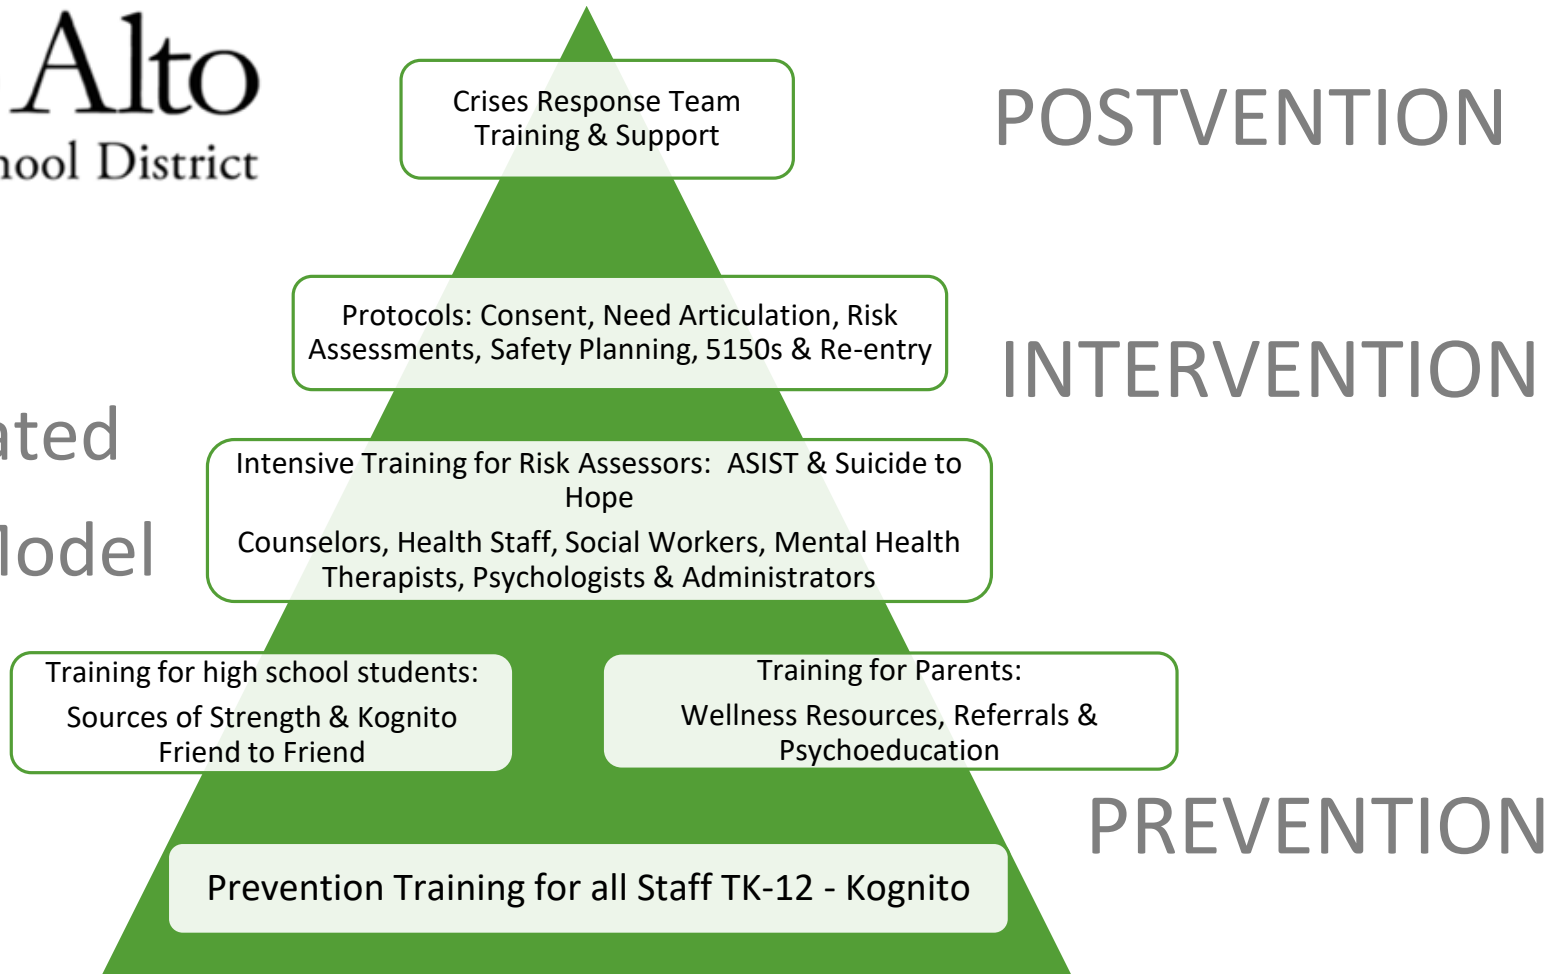 Alto
School District
Crises Response Team
Training & Support
POSTVENTION
Protocols: Consent, Need Articulation, Risk
Assessments, Safety Planning, 5150s & Re-entry
INTERVENTION
Intensive Training for Risk Assessors:  ASIST & Suicide to
Hope
Counselors, Health Staff, Social Workers, Mental Health
Therapists, Psychologists & Administrators
Training for high school students:
Sources of Strength & Kognito
Friend to Friend
Training for Parents:
Wellness Resources, Referrals &
Psychoeducation
PREVENTION
Prevention Training for all Staff TK-12 - Kognito